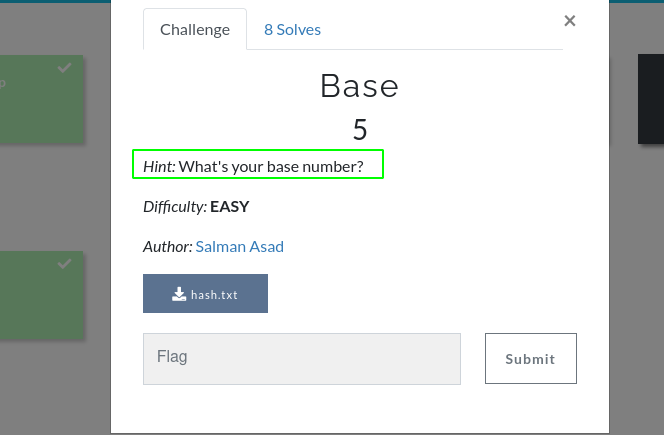 Challenge
8 Solves
×
Base
5
Hint: What's your base number?
Difficulty: EASY
Author: Salman Asad
hash.txt
Flag
Submit